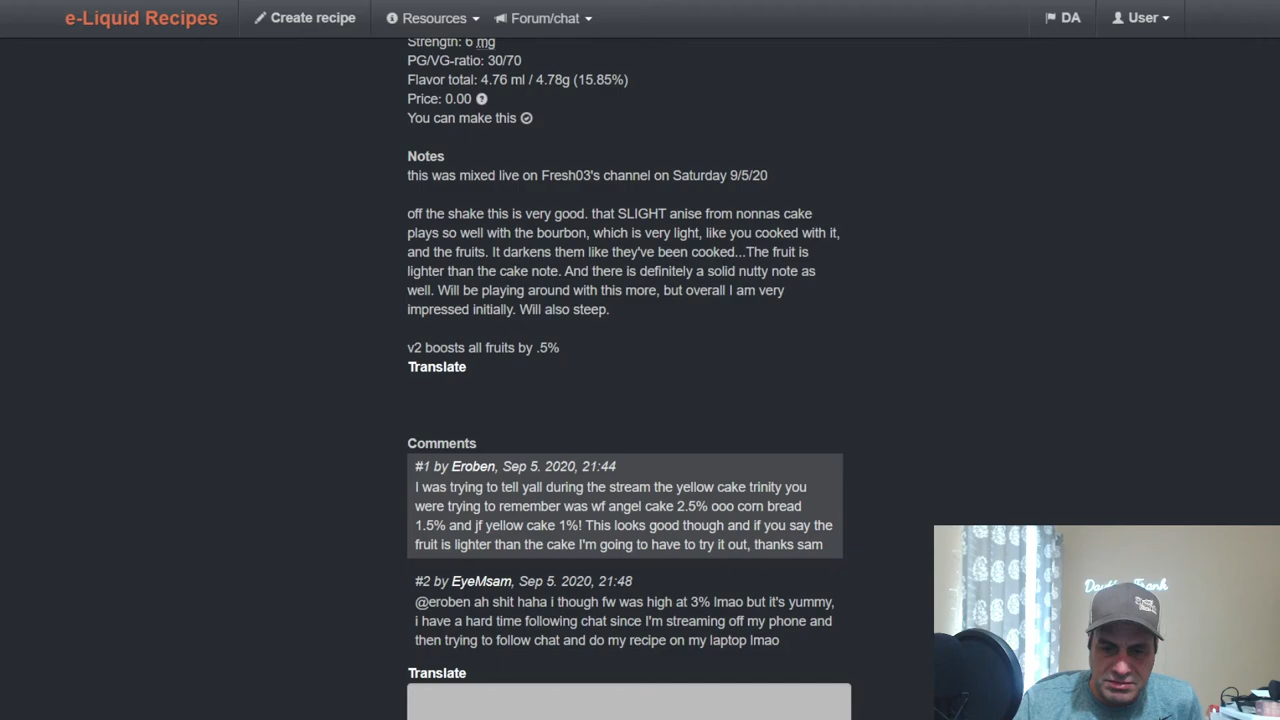 e-Liquid Recipes
Create recipe
Resources
Forum/chat
DA
User
Strength: 6 mg
PG/VG-ratio: 30/70
Flavor total: 4.76 ml / 4.78g (15.85%)
Price: 0.00
You can make this
Notes
this was mixed live on Fresh03's channel on Saturday 9/5/20
off the shake this is very good. that SLIGHT anise from nonnas cake
plays so well with the bourbon, which is very light, like you cooked with it,
and the fruits. It darkens them like they've been cooked...The fruit is
lighter than the cake note. And there is definitely a solid nutty note as
well. Will be playing around with this more, but overall I am very
impressed initially. Will also steep.
v2 boosts all fruits by .5%
Translate
Comments
#1 by Eroben, Sep 5. 2020, 21:44
I was trying to tell yall during the stream the yellow cake trinity you
were trying to remember was wf angel cake 2.5% ooo corn bread
1.5% and jf yellow cake 1%! This looks good though and if you say the
fruit is lighter than the cake I'm going to have to try it out, thanks sam
#2 by EyeMsam, Sep 5. 2020, 21:48
@eroben ah shit haha i though fw was high at 3% lmao but it's yummy,
i have a hard time following chat since I'm streaming off my phone and
then trying to follow chat and do my recipe on my laptop lmao
Translate